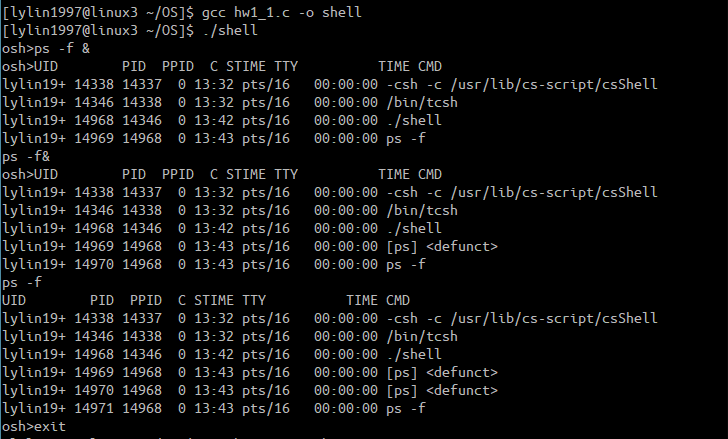 [lylin1997@linux3 ~/OS]$ gcc hw1_1.c -o shell
[lylin1997@linux3 ~/OS]$ ./shell
osh>ps -f &
osh>UID        PID  PPID  C STIME TTY          TIME CMD
lylin19+ 14338 14337  0 13:32 pts/16   00:00:00 -csh -c /usr/lib/cs-script/csShell
lylin19+ 14346 14338  0 13:32 pts/16   00:00:00 /bin/tcsh
lylin19+ 14968 14346  0 13:42 pts/16   00:00:00 ./shell
lylin19+ 14969 14968  0 13:43 pts/16   00:00:00 ps -f
ps -f&
osh>UID        PID  PPID  C STIME TTY          TIME CMD
lylin19+ 14338 14337  0 13:32 pts/16   00:00:00 -csh -c /usr/lib/cs-script/csShell
lylin19+ 14346 14338  0 13:32 pts/16   00:00:00 /bin/tcsh
lylin19+ 14968 14346  0 13:42 pts/16   00:00:00 ./shell
lylin19+ 14969 14968  0 13:43 pts/16   00:00:00 [ps] <defunct>
lylin19+ 14970 14968  0 13:43 pts/16   00:00:00 ps -f
ps -f
UID        PID  PPID  C STIME TTY          TIME CMD
lylin19+ 14338 14337  0 13:32 pts/16   00:00:00 -csh -c /usr/lib/cs-script/csShell
lylin19+ 14346 14338  0 13:32 pts/16   00:00:00 /bin/tcsh
lylin19+ 14968 14346  0 13:42 pts/16   00:00:00 ./shell
lylin19+ 14969 14968  0 13:43 pts/16   00:00:00 [ps] <defunct>
lylin19+ 14970 14968  0 13:43 pts/16   00:00:00 [ps] <defunct>
lylin19+ 14971 14968  0 13:43 pts/16   00:00:00 ps -f
osh>exit